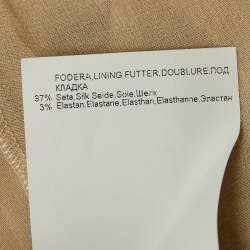 FODERA,LINING,FUTTER,DOUBLURE,ПОД
КЛАДКА
97% Seta,Silk,Seide,Soie,Шелк
3% Elastan,Elastane,Elasthan,Elasthanne,Эластан